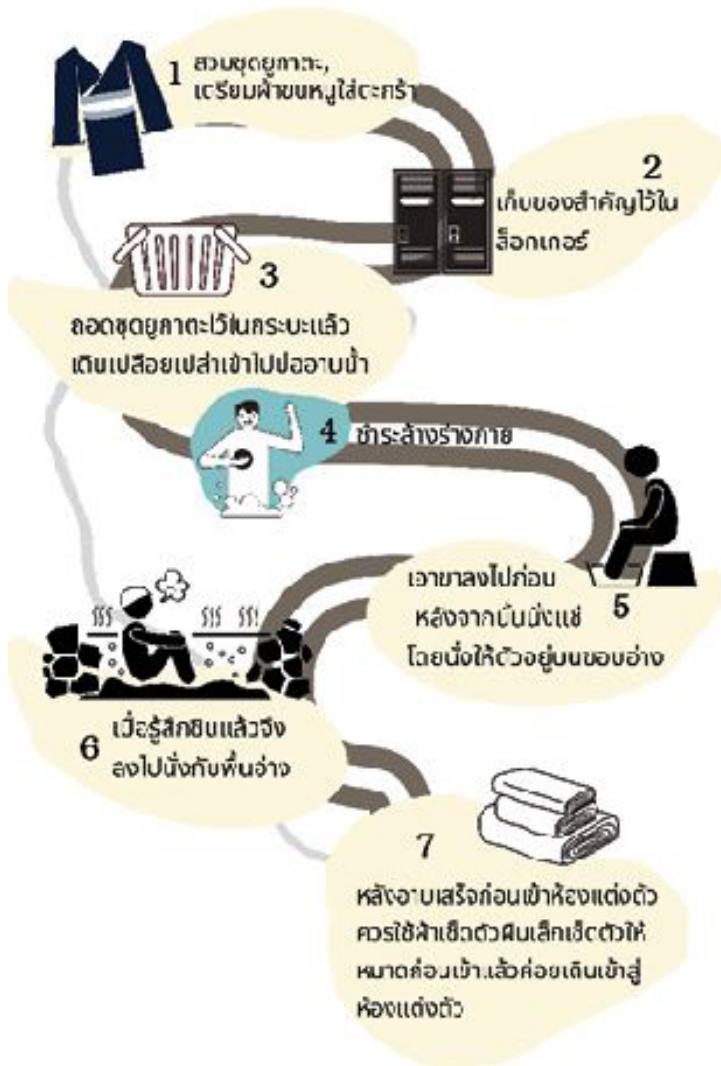 1 สวมชุดยูกาตะ,
เตรียมผ้าขนหนูใส่ตะกร้า
2
เก็บของสำคัญไว้ใน
ล็อกเกอร์
3
ถอดชุดยูกาตะไว้ในกระบะแล้ว
เดินเปลือยเปล่าเข้าไปบ่ออาบน้ำ
4 ชำระล้างร่างกาย
เอาขาลงไปก่อน
หลังจากนั้นนั่งแช่
5
โดยนั่งให้ตัวอยู่บนขอบอ่าง
6 เมื่อรู้สึกชินแล้วจึง
ลงไปนั่งกับพื้นอ่าง
7
หลังอาบเสร็จก่อนเข้าห้องแต่งตัว
ควรใช้ผ้าเช็ดตัวผืนเล็กเช็ดตัวให้
หมาดก่อนเข้าแล้วค่อยเดินเข้าสู่
ห้องแต่งตัว